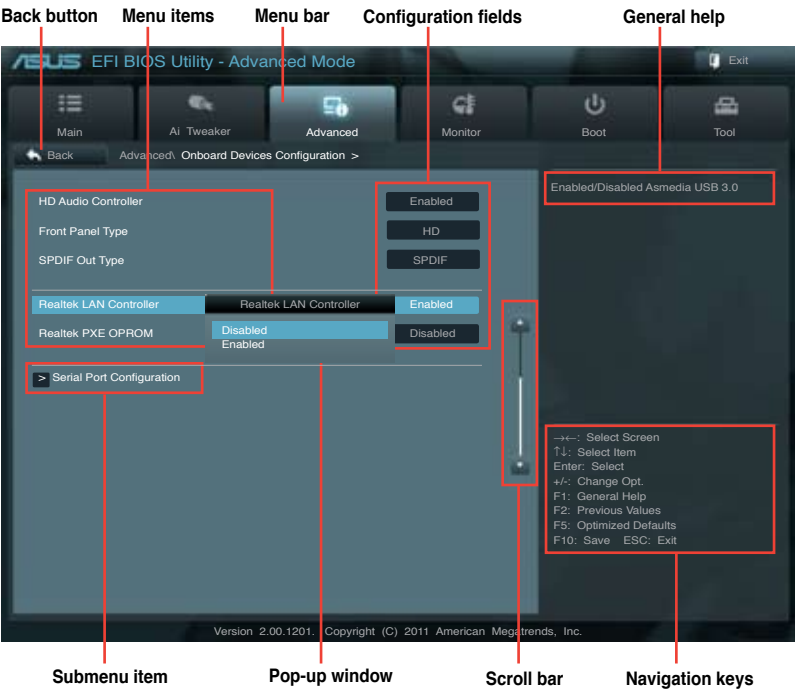 Back button Menu items Menu bar Configuration fields General help
ASUS EFI BIOS Utility - Advanced Mode Exit
Main Ai Tweaker Advanced Monitor Boot Tool
Back Advanced\ Onboard Devices Configuration >
Enabled/Disabled Asmedia USB 3.0
HD Audio Controller Enabled
Front Panel Type HD
SPDIF Out Type SPDIF
Realtek LAN Controller Realtek LAN Controller Enabled
Realtek PXE OPROM Disabled Disabled
Enabled
> Serial Port Configuration
→←: Select Screen
↑↓: Select Item
Enter: Select
+/-: Change Opt.
F1: General Help
F2: Previous Values
F5: Optimized Defaults
F10: Save ESC: Exit
Version 2.00.1201. Copyright (C) 2011 American Megatrends, Inc.
Submenu item Pop-up window Scroll bar Navigation keys